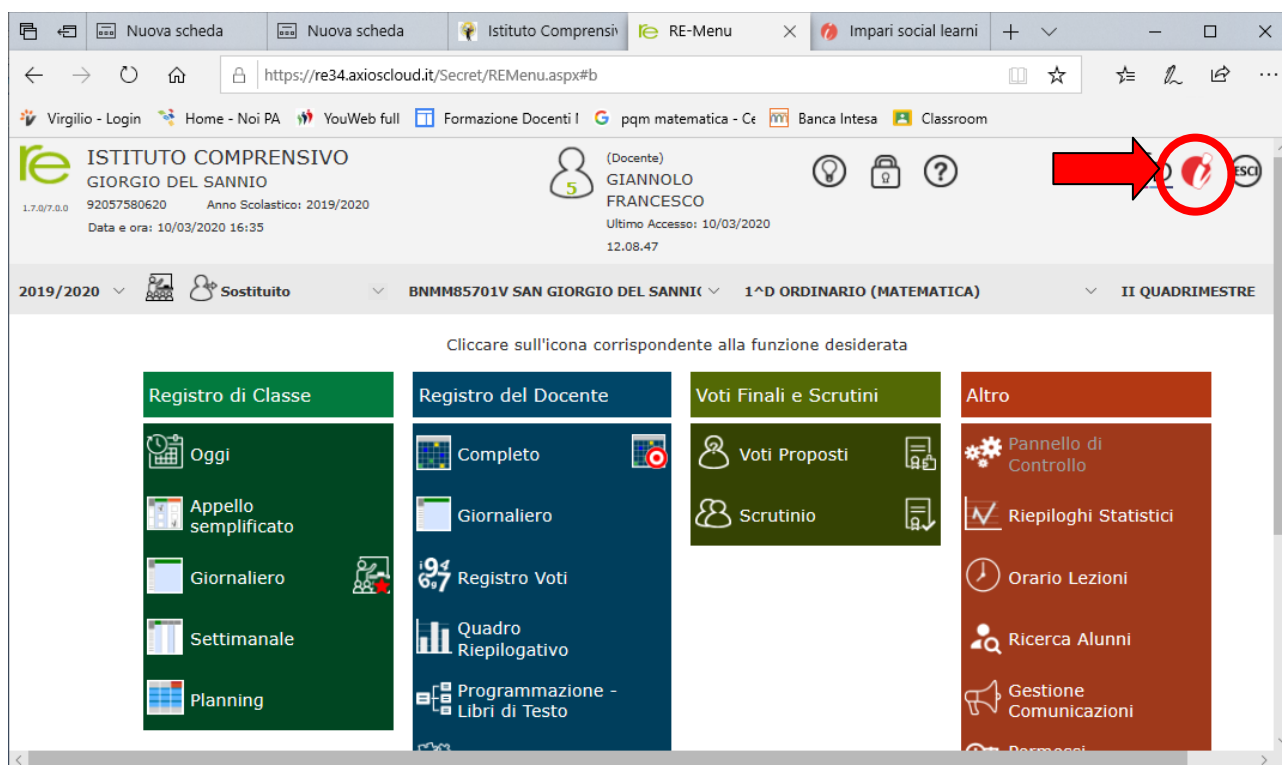 Nuova scheda
Nuova scheda
Istituto Comprensiv
RE-Menu
Impari social learni
https://re34.axioscloud.it/Secret/REMenu.aspx#b
Virgilio - Login
Home - Noi PA
YouWeb full
Formazione Docenti I
pqm matematica - Ce
Banca Intesa
Classroom
re
ISTITUTO COMPRENSIVO
GIORGIO DEL SANNIO
1.7.0/7.0.0
92057580620 Anno Scolastico: 2019/2020
Data e ora: 10/03/2020 16:35
5
(Docente)
GIANNOLO
FRANCESCO
Ultimo Accesso: 10/03/2020
12.08.47
ESCI
2019/2020
Sostituito
BNMM85701V SAN GIORGIO DEL SANNI(
1^D ORDINARIO (MATEMATICA)
II QUADRIMESTRE
Cliccare sull'icona corrispondente alla funzione desiderata
Registro di Classe
Oggi
Appello
semplificato
Giornaliero
Settimanale
Planning
Registro del Docente
Completo
Giornaliero
Registro Voti
Quadro
Riepilogativo
Programmazione -
Libri di Testo
Voti Finali e Scrutini
Voti Proposti
Scrutinio
Altro
Pannello di
Controllo
Riepiloghi Statistici
Orario Lezioni
Ricerca Alunni
Gestione
Comunicazioni
Permessi